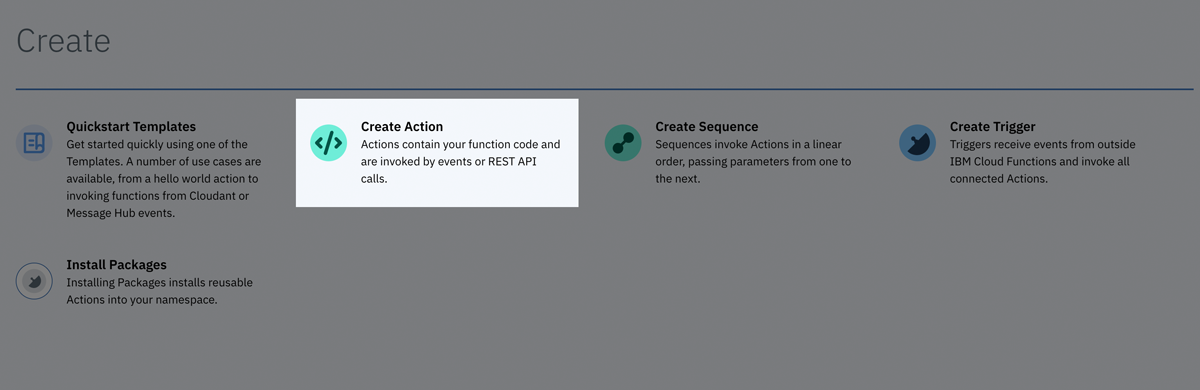 Create
Quickstart Templates
Get started quickly using one of the
Templates. A number of use cases are
available, from a hello world action to
invoking functions from Cloudant or
Message Hub events.
Create Action
Actions contain your function code and
are invoked by events or REST API
calls.
Create Sequence
Sequences invoke Actions in a linear
order, passing parameters from one to
the next.
Create Trigger
Triggers receive events from outside
IBM Cloud Functions and invoke all
connected Actions.
Install Packages
Installing Packages installs reusable
Actions into your namespace.